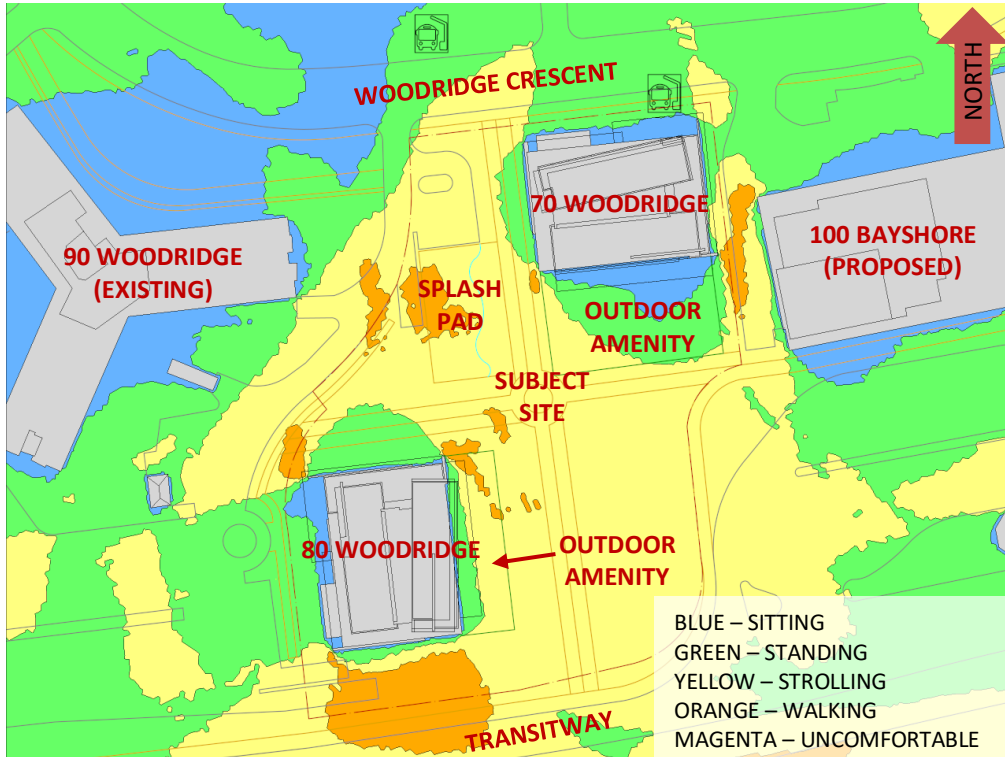 WOODRIDGE CRESCENT
NORTH
70 WOODRIDGE
90 WOODRIDGE
(EXISTING)
100 BAYSHORE
(PROPOSED)
SPLASH
PAD
OUTDOOR
AMENITY
SUBJECT
SITE
80 WOODRIDGE
OUTDOOR
AMENITY
BLUE – SITTING
GREEN – STANDING
YELLOW – STROLLING
ORANGE – WALKING
MAGENTA – UNCOMFORTABLE
TRANSITWAY